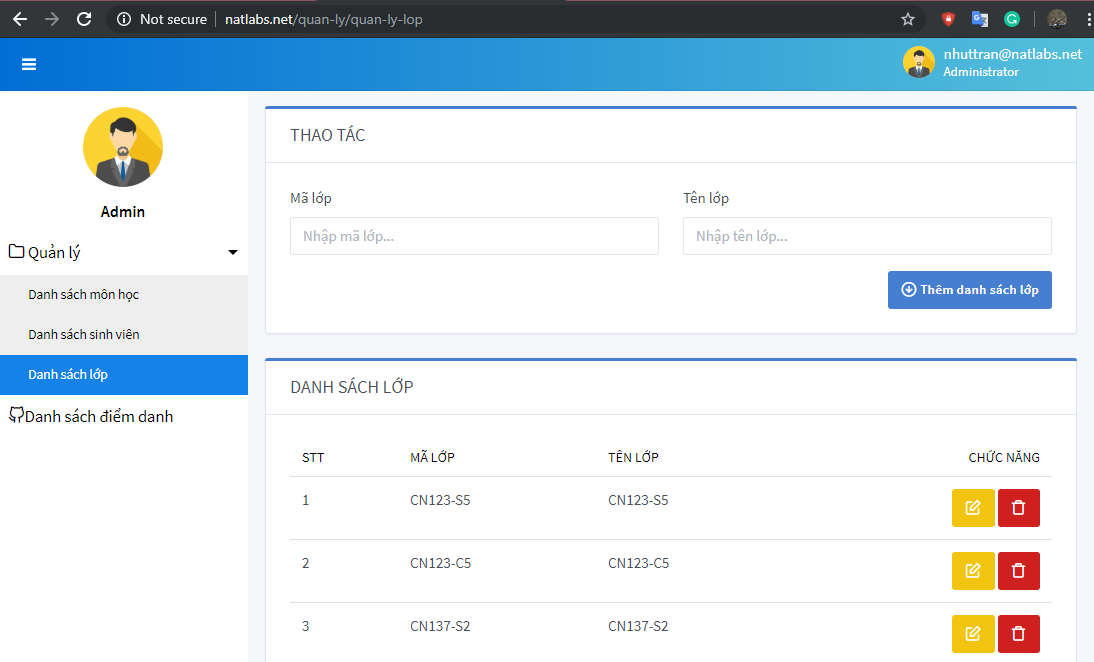 Not secure | natlabs.net/quan-ly/quan-ly-lop
nhuttran@natlabs.net
Administrator
Admin
Quản lý
Danh sách môn học
Danh sách sinh viên
Danh sách lớp
Danh sách điểm danh
THAO TÁC
Mã lớp Tên lớp
Nhập mã lớp... Nhập tên lớp...
Thêm danh sách lớp
DANH SÁCH LỚP
STT MÃ LỚP TÊN LỚP CHỨC NĂNG
1 CN123-S5 CN123-S5
2 CN123-C5 CN123-C5
3 CN137-S2 CN137-S2